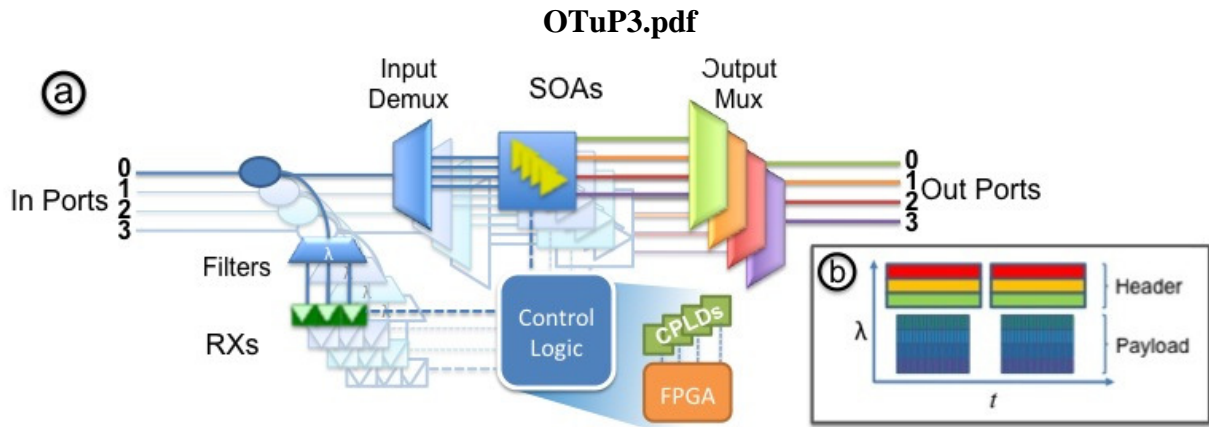 OTuP3.pdf
a
Input
Demux
SOAs
Output
Mux
In Ports
0
1
2
3
0
1
2
3
Out Ports
Filters
λ
λ
λ
λ
RXs
Control
Logic
CPLDs
FPGA
b
λ
Header
Payload
t